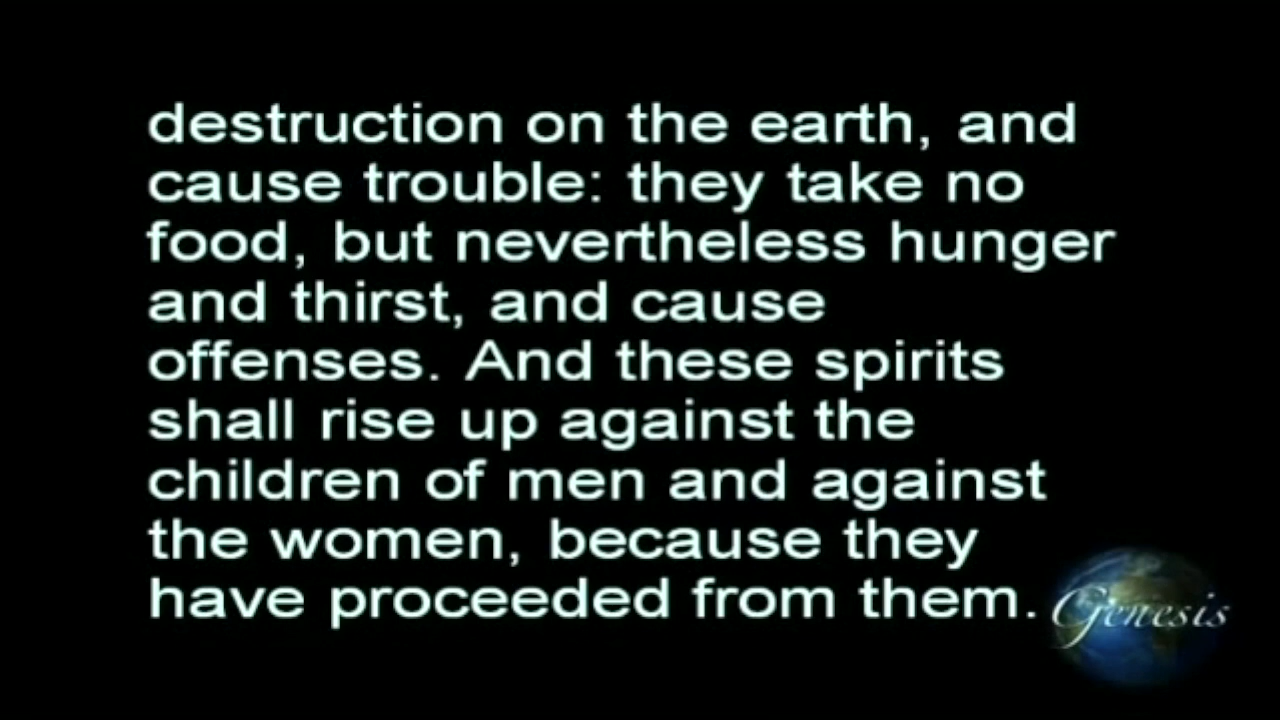 destruction on the earth, and
cause trouble: they take no
food, but nevertheless hunger
and thirst, and cause
offenses. And these spirits
shall rise up against the
children of men and against
the women, because they
have proceeded from them.
Genesis